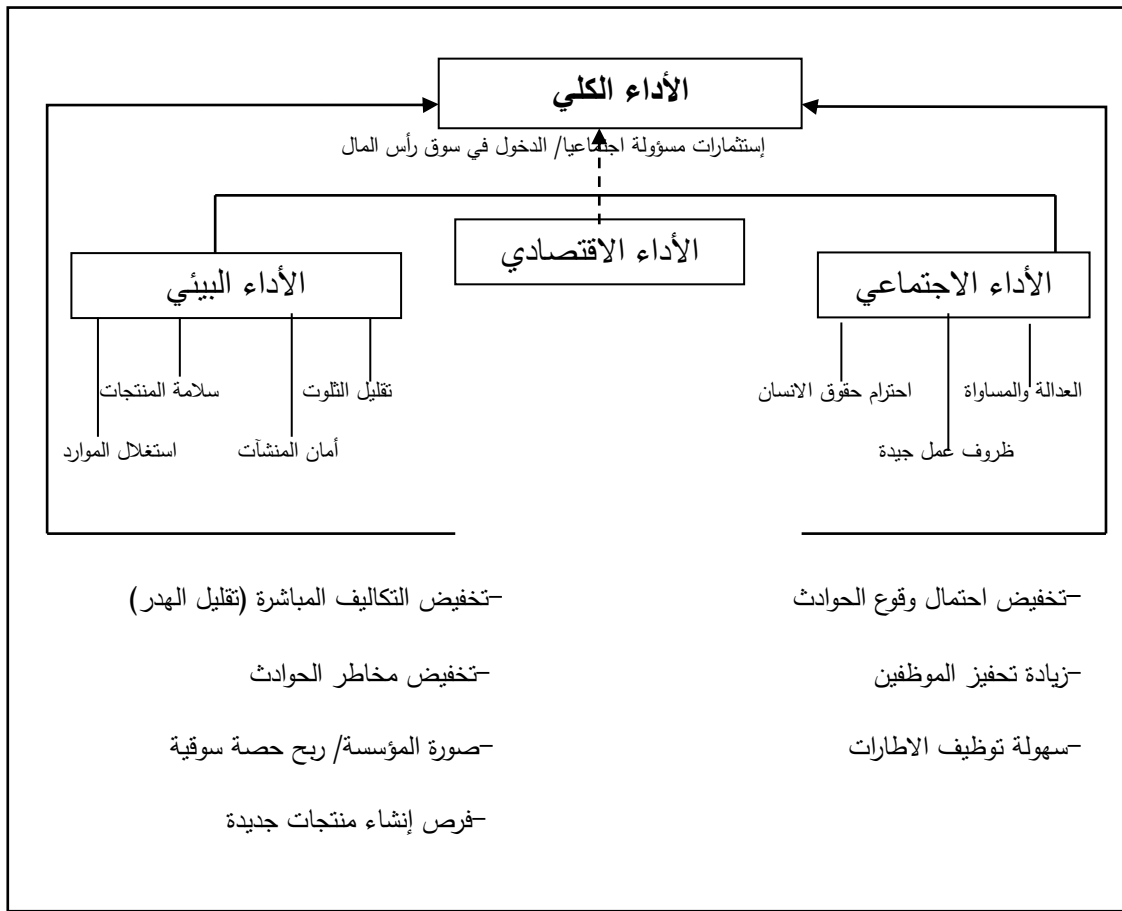 الأداء الكلي
إستثمارات مسؤولة اجتماعيا/ الدخول في سوق رأس المال
الأداء الاقتصادي
الأداء الاجتماعي
الأداء البيئي
العدالة والمساواة
احترام حقوق الانسان
ظروف عمل جيدة
تقليل الثلوت
سلامة المنتجات
أمان المنشآت
استغلال الموارد
-تخفيض احتمال وقوع الحوادث
-زيادة تحفيز الموظفين
-سهولة توظيف الاطارات
-تخفيض التكاليف المباشرة (تقليل الهدر)
-تخفيض مخاطر الحوادث
-صورة المؤسسة/ ربح حصة سوقية
-فرص إنشاء منتجات جديدة